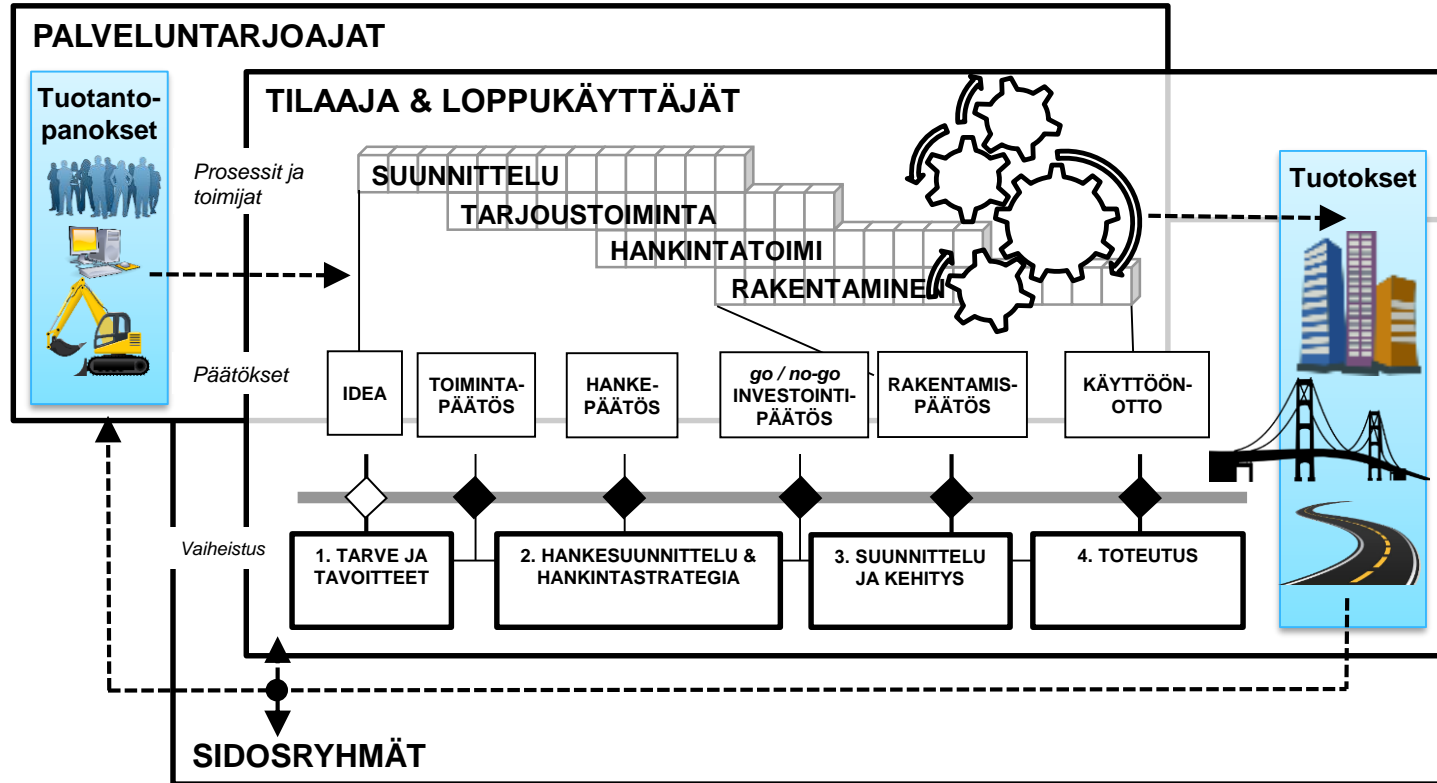 PALVELUNTARJOAJAT
Tuotanto-
panokset
TILAAJA & LOPPUKÄYTTÄJÄT
Prosessit ja
toimijat
SUUNNITTELU
TARJOUSTOIMINTA
HANKINTATOIMI
RAKENTAMINEN
Tuotokset
Päätökset
IDEA
TOIMINTA-
PÄÄTÖS
HANKE-
PÄÄTÖS
go / no-go
INVESTOINTI-
PÄÄTÖS
RAKENTAMIS-
PÄÄTÖS
KÄYTTÖÖN-
OTTO
Vaiheistus
1. TARVE JA
TAVOITTEET
2. HANKESUUNNITTELU &
HANKINTASTRATEGIA
3. SUUNNITTELU
JA KEHITYS
4. TOTEUTUS
SIDOSRYHMÄT